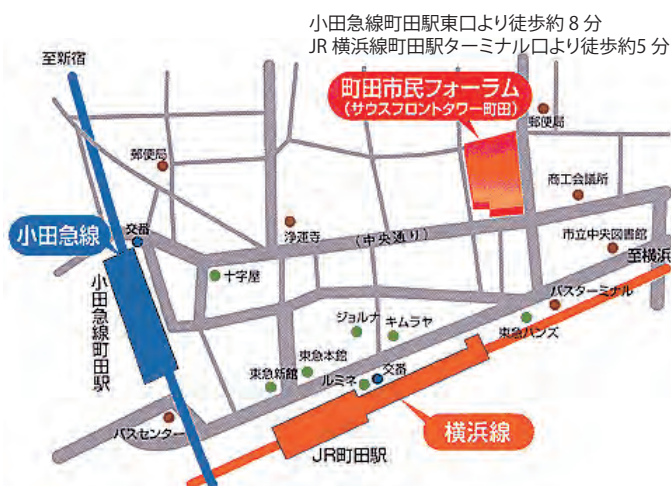 小田急線町田駅東口より徒歩約8分
JR横浜線町田駅ターミナル口より徒歩約5分
至新宿
町田市民フォーラム
(サウスフロントタワー町田)
郵便局
郵便局
商工会議所
小田急線
交番
浄運寺
(中央通り)
市立中央図書館
至横浜
十字屋
小田急線町田駅
バスターミナル
ジョルナ
キムラヤ
東急ハンズ
東急本館
東急新館
ルミネ
交番
バスセンター
横浜線
JR町田駅